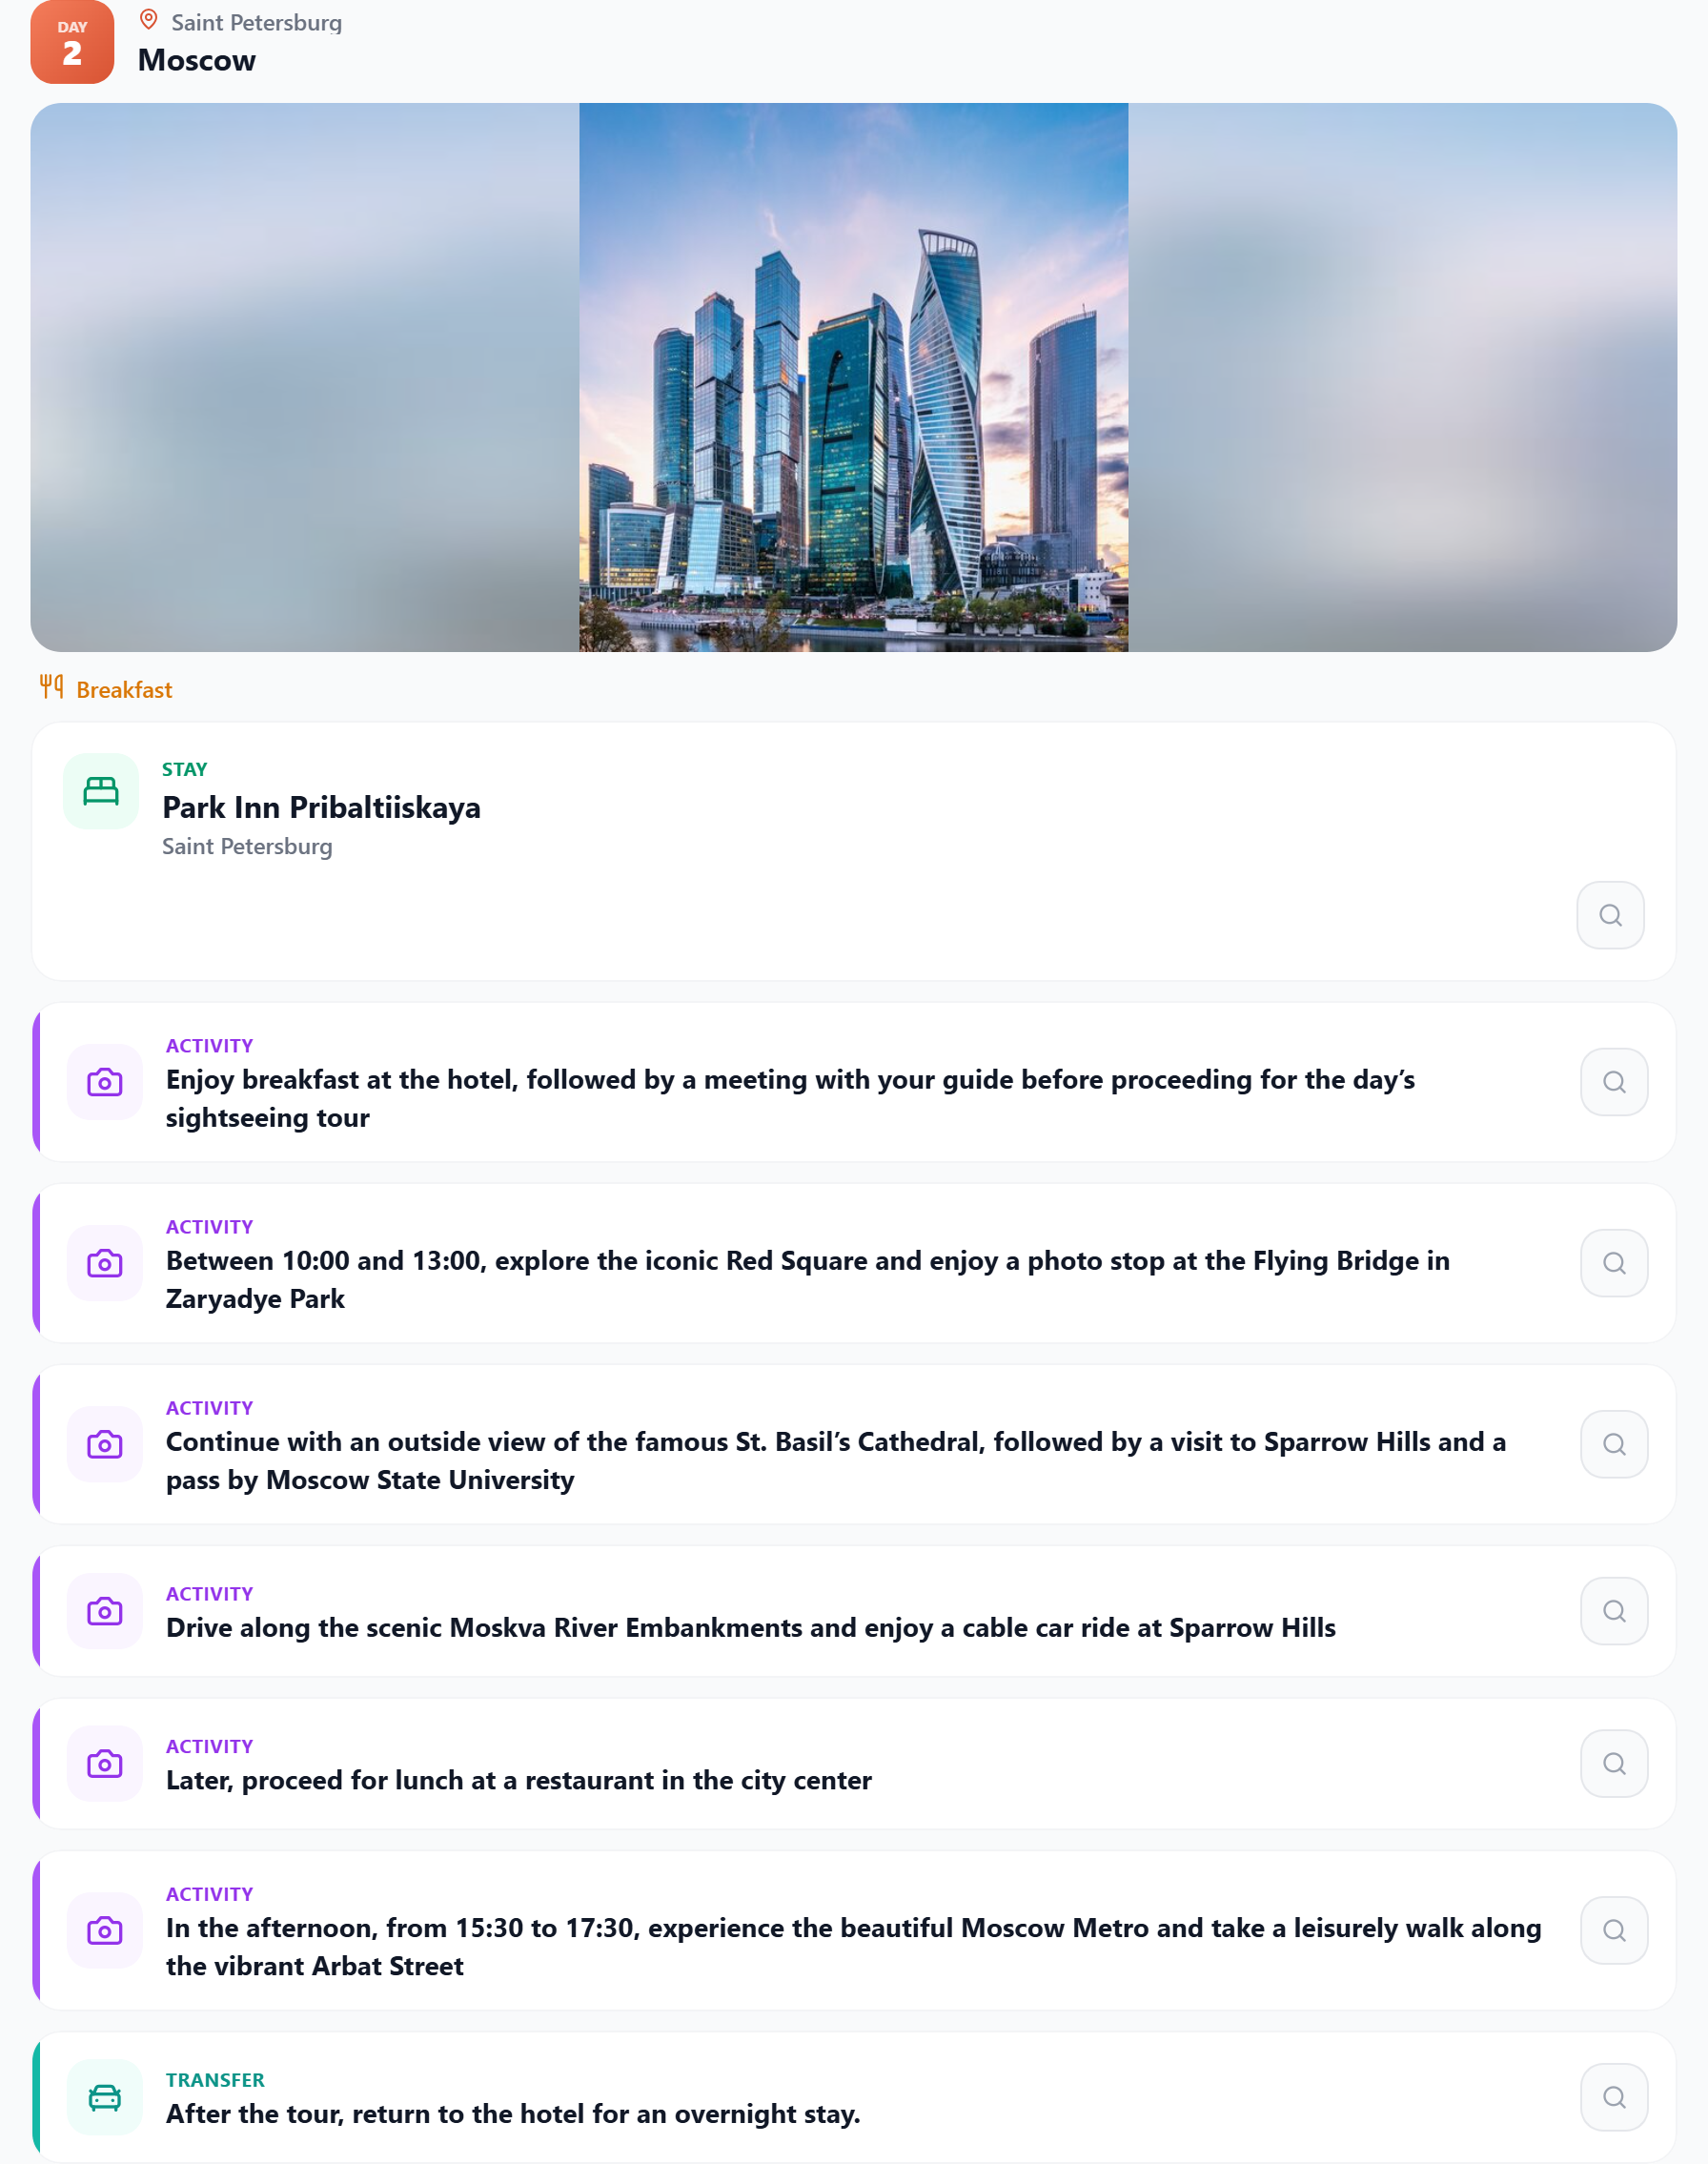 DAY
2
Saint Petersburg
Moscow
Breakfast
STAY
Park Inn Pribaltiiskaya
Saint Petersburg
ACTIVITY
Enjoy breakfast at the hotel, followed by a meeting with your guide before proceeding for the day’s
sightseeing tour
ACTIVITY
Between 10:00 and 13:00, explore the iconic Red Square and enjoy a photo stop at the Flying Bridge in
Zaryadye Park
ACTIVITY
Continue with an outside view of the famous St. Basil’s Cathedral, followed by a visit to Sparrow Hills and a
pass by Moscow State University
ACTIVITY
Drive along the scenic Moskva River Embankments and enjoy a cable car ride at Sparrow Hills
ACTIVITY
Later, proceed for lunch at a restaurant in the city center
ACTIVITY
In the afternoon, from 15:30 to 17:30, experience the beautiful Moscow Metro and take a leisurely walk along
the vibrant Arbat Street
TRANSFER
After the tour, return to the hotel for an overnight stay.